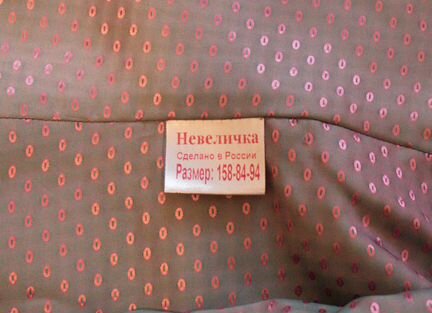 Невеличка
Сделано в России
Размер: 158-84-94